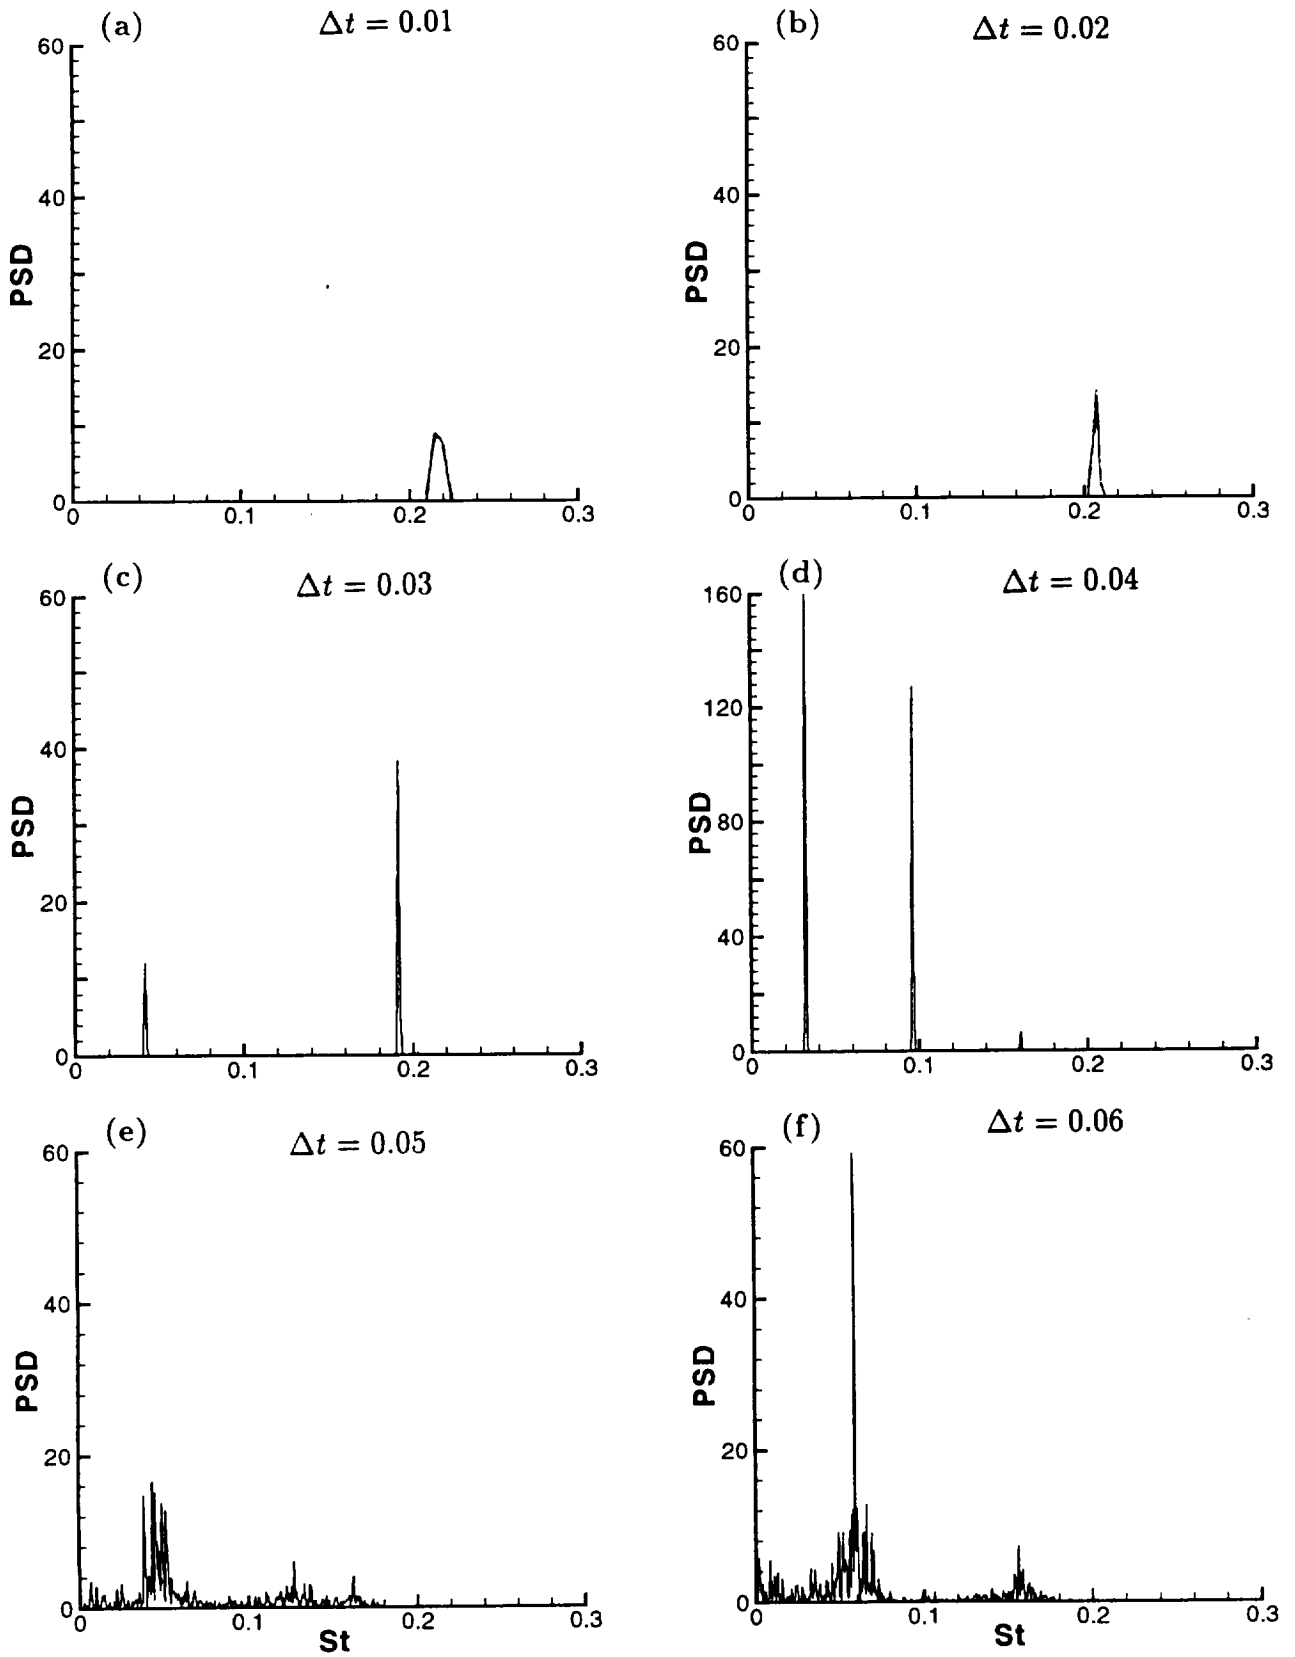 (a) Δt = 0.01
60
40
20
0
PSD
0 0.1 0.2 0.3
(b) Δt = 0.02
60
40
20
0
PSD
0 0.1 0.2 0.3
(c) Δt = 0.03
60
40
20
0
PSD
0 0.1 0.2 0.3
(d) Δt = 0.04
160
120
80
40
0
PSD
0 0.1 0.2 0.3
(e) Δt = 0.05
60
40
20
0
PSD
0 0.1 0.2 0.3
St
(f) Δt = 0.06
60
40
20
0
PSD
0 0.1 0.2 0.3
St